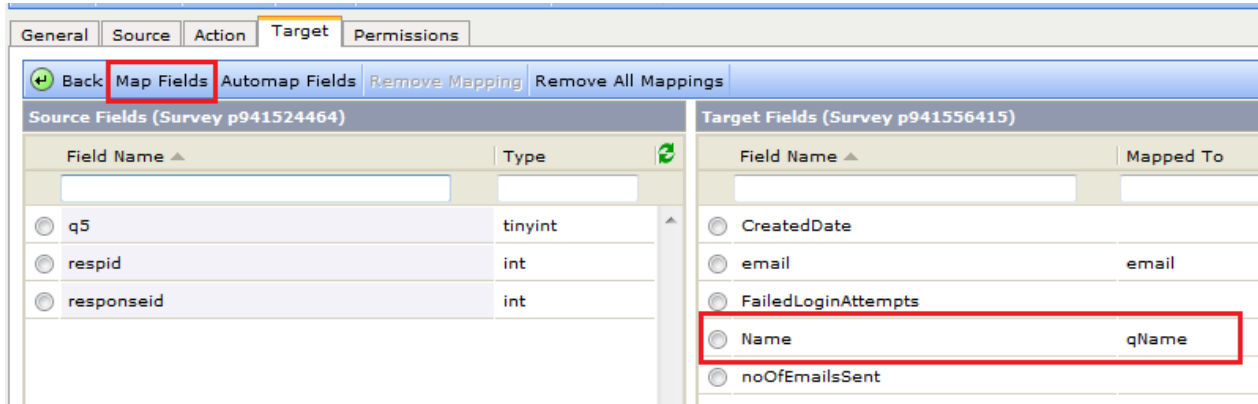 General Source Action Target Permissions
Back Map Fields Automap Fields Remove Mapping Remove All Mappings
Source Fields (Survey p941524464)
Field Name Type
q5 tinyint
respid int
responseid int
Target Fields (Survey p941556415)
Field Name Mapped To
CreatedDate
email email
FailedLoginAttempts
Name qName
noOfEmailsSent